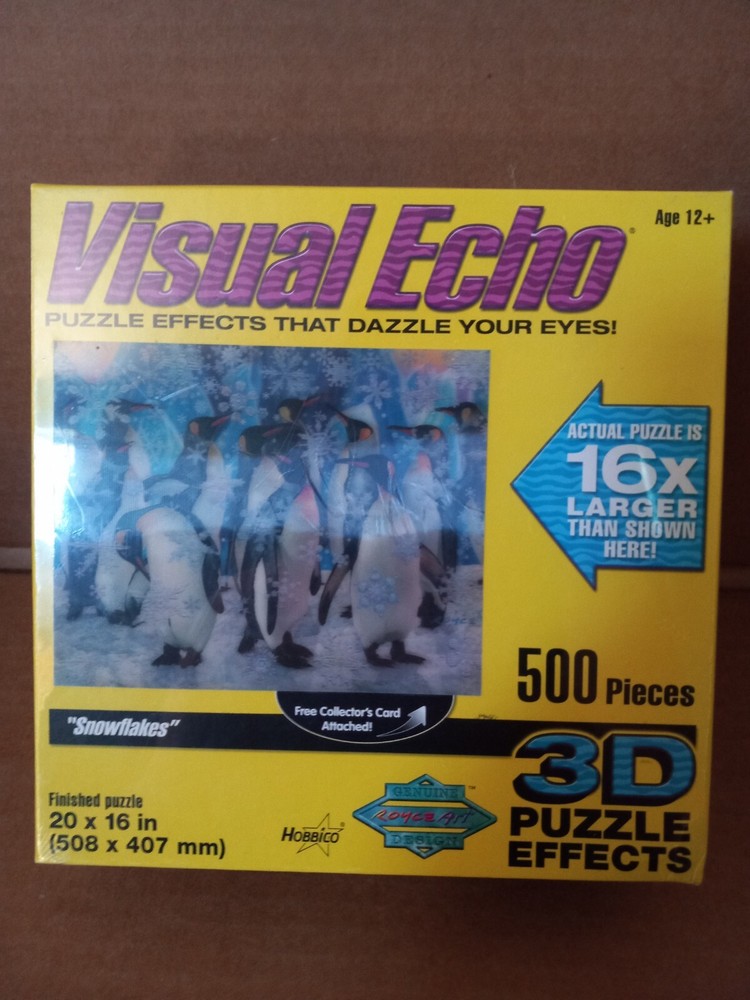 Visual Echo®
Age 12+
PUZZLE EFFECTS THAT DAZZLE YOUR EYES!
ACTUAL PUZZLE IS
16X
LARGER
THAN SHOWN
HERE!
500 Pieces
Free Collector's Card
Attached!
"Snowflakes"
3D
PUZZLE
EFFECTS
Finished puzzle
20 x 16 in
(508 x 407 mm)
HOBBICO®
GENUINE™
ROYCE ART
DESIGN